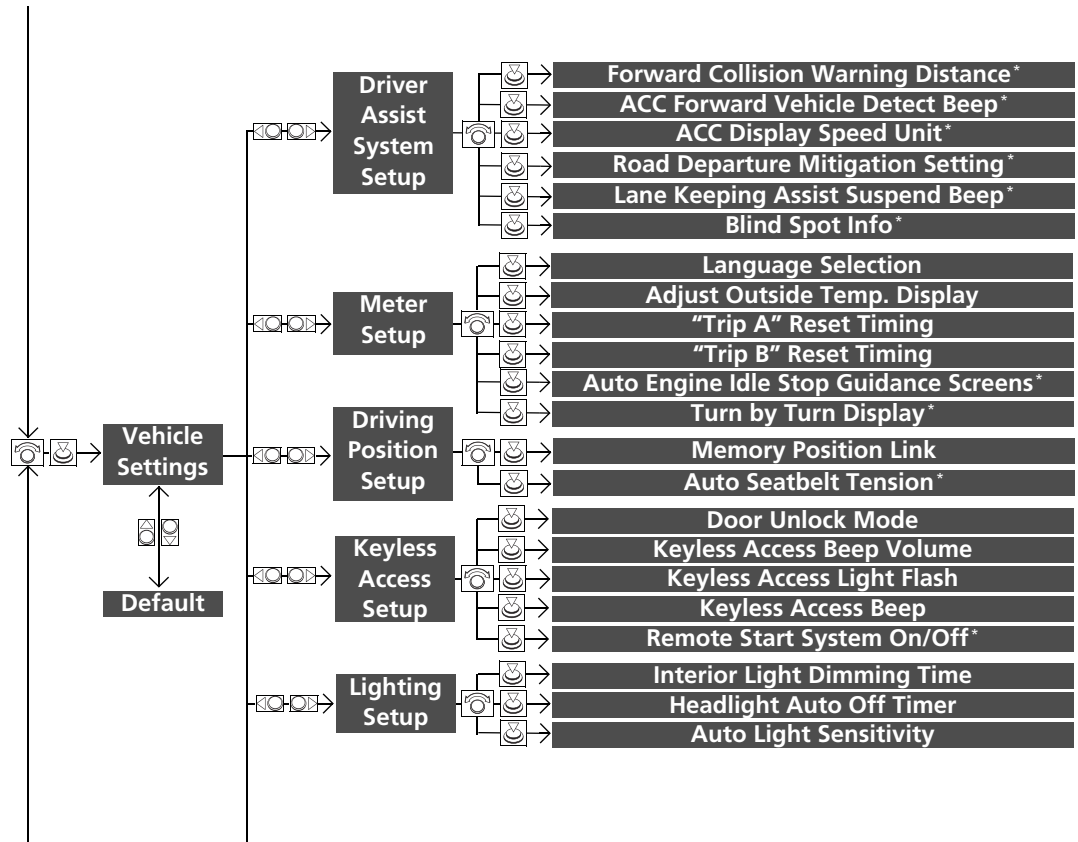 Driver
Assist
System
Setup
Forward Collision Warning Distance*
ACC Forward Vehicle Detect Beep*
ACC Display Speed Unit*
Road Departure Mitigation Setting*
Lane Keeping Assist Suspend Beep*
Blind Spot Info*
Meter
Setup
Language Selection
Adjust Outside Temp. Display
“Trip A” Reset Timing
“Trip B” Reset Timing
Auto Engine Idle Stop Guidance Screens*
Turn by Turn Display*
Vehicle
Settings
Default
Driving
Position
Setup
Memory Position Link
Auto Seatbelt Tension*
Keyless
Access
Setup
Door Unlock Mode
Keyless Access Beep Volume
Keyless Access Light Flash
Keyless Access Beep
Remote Start System On/Off*
Lighting
Setup
Interior Light Dimming Time
Headlight Auto Off Timer
Auto Light Sensitivity